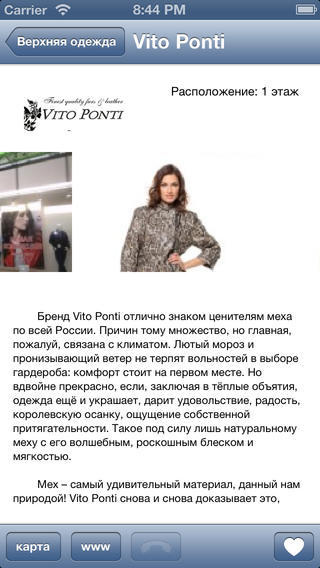 Carrier 8:44 PM
Верхняя одежда Vito Ponti
Расположение: 1 этаж
Finest quality furs & leather
VITO PONTI
Бренд Vito Ponti отлично знаком ценителям меха
по всей России. Причин тому множество, но главная,
пожалуй, связана с климатом. Лютый мороз и
пронизывающий ветер не терпят вольностей в выборе
гардероба: комфорт стоит на первом месте. Но
вдвойне прекрасно, если, заключая в тёплые объятия,
одежда ещё и украшает, дарит удовольствие, радость,
королевскую осанку, ощущение собственной
притягательности. Такое под силу лишь натуральному
меху с его волшебным, роскошным блеском и
мягкостью.
Мех – самый удивительный материал, данный нам
природой! Vito Ponti снова и снова доказывает это,
карта www